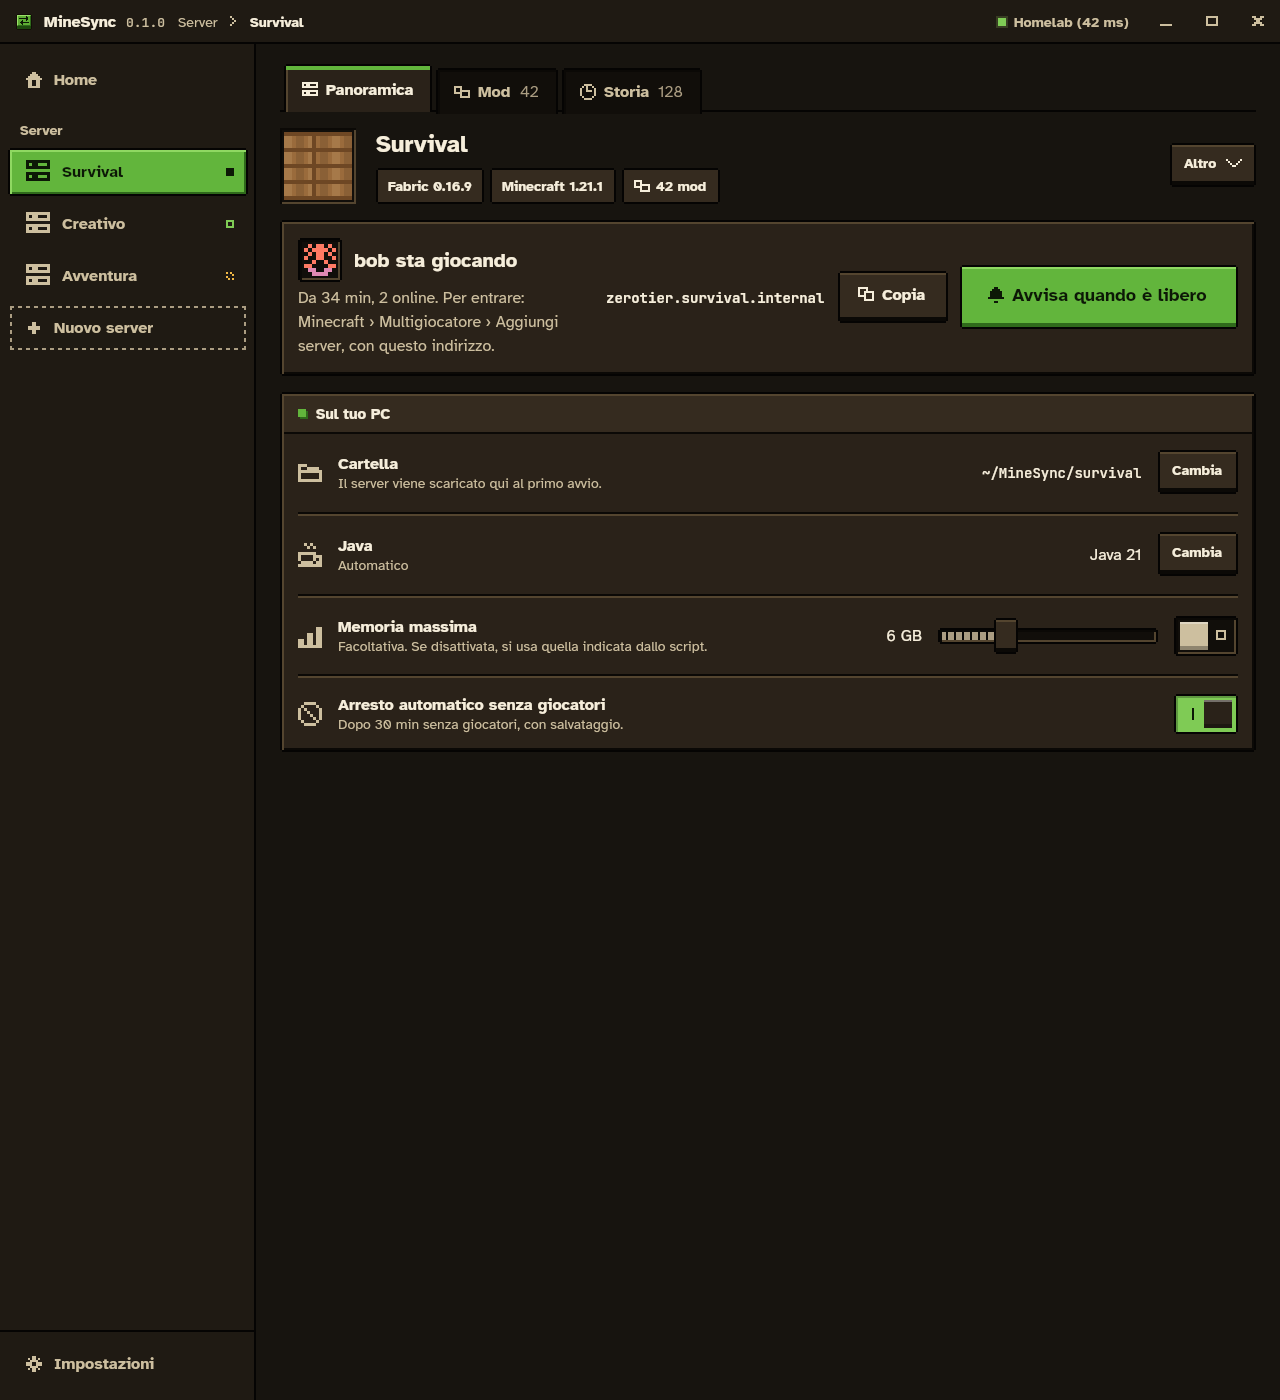 MineSync 0.1.0 Server Survival
Homelab (42 ms)
Home
Server
Survival
Creativo
Avventura
Nuovo server
Impostazioni
Panoramica
Mod 42
Storia 128
Survival
Fabric 0.16.9
Minecraft 1.21.1
42 mod
Altro
bob sta giocando
Da 34 min, 2 online. Per entrare:
Minecraft › Multigiocatore › Aggiungi
server, con questo indirizzo.
zerotier.survival.internal
Copia
Avvisa quando è libero
Sul tuo PC
Cartella
Il server viene scaricato qui al primo avvio.
~/MineSync/survival
Cambia
Java
Automatico
Java 21
Cambia
Memoria massima
Facoltativa. Se disattivata, si usa quella indicata dallo script.
6 GB
Arresto automatico senza giocatori
Dopo 30 min senza giocatori, con salvataggio.